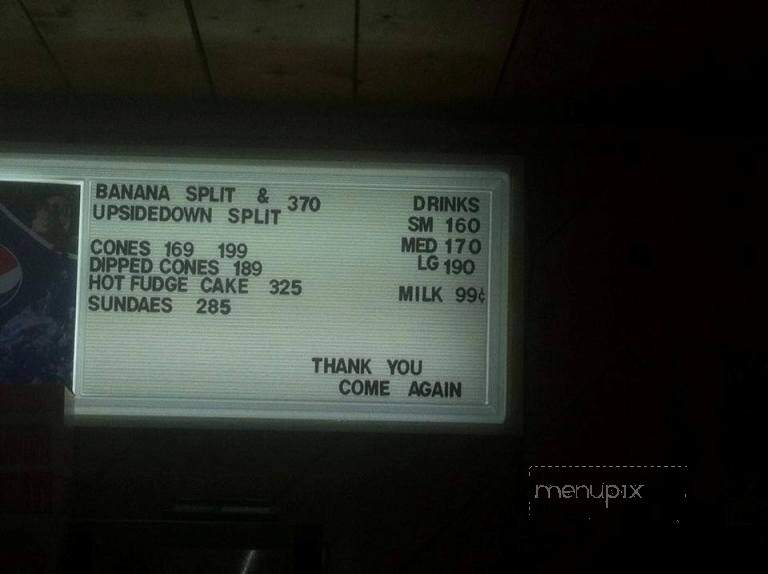 BANANA SPLIT & 370
UPSIDEDOWN SPLIT
CONES 169 199
DIPPED CONES 189
HOT FUDGE CAKE 325
SUNDAES 285
DRINKS
SM 160
MED 170
LG 190
MILK 99¢
THANK YOU
COME AGAIN
menupix